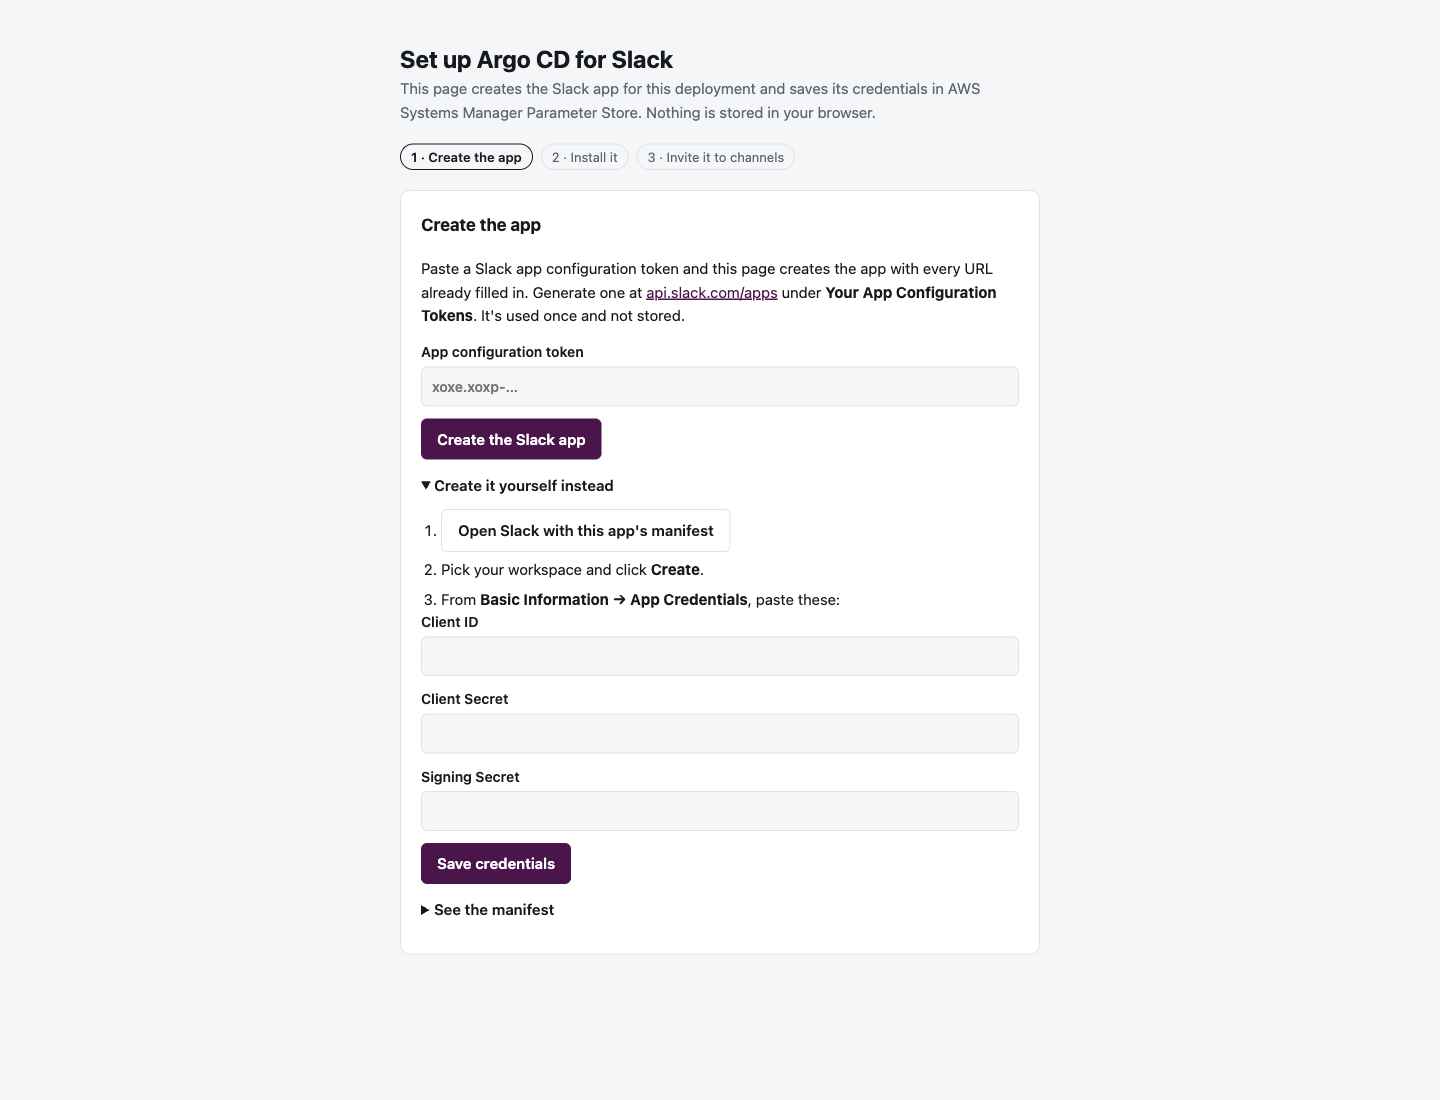 Set up Argo CD for Slack
This page creates the Slack app for this deployment and saves its credentials in AWS
Systems Manager Parameter Store. Nothing is stored in your browser.
1 · Create the app
2 · Install it
3 · Invite it to channels
Create the app
Paste a Slack app configuration token and this page creates the app with every URL
already filled in. Generate one at api.slack.com/apps under Your App Configuration
Tokens. It's used once and not stored.
App configuration token
xoxe.xoxp-...
Create the Slack app
▼ Create it yourself instead
1. Open Slack with this app's manifest
2. Pick your workspace and click Create.
3. From Basic Information → App Credentials, paste these:
Client ID
Client Secret
Signing Secret
Save credentials
▶ See the manifest